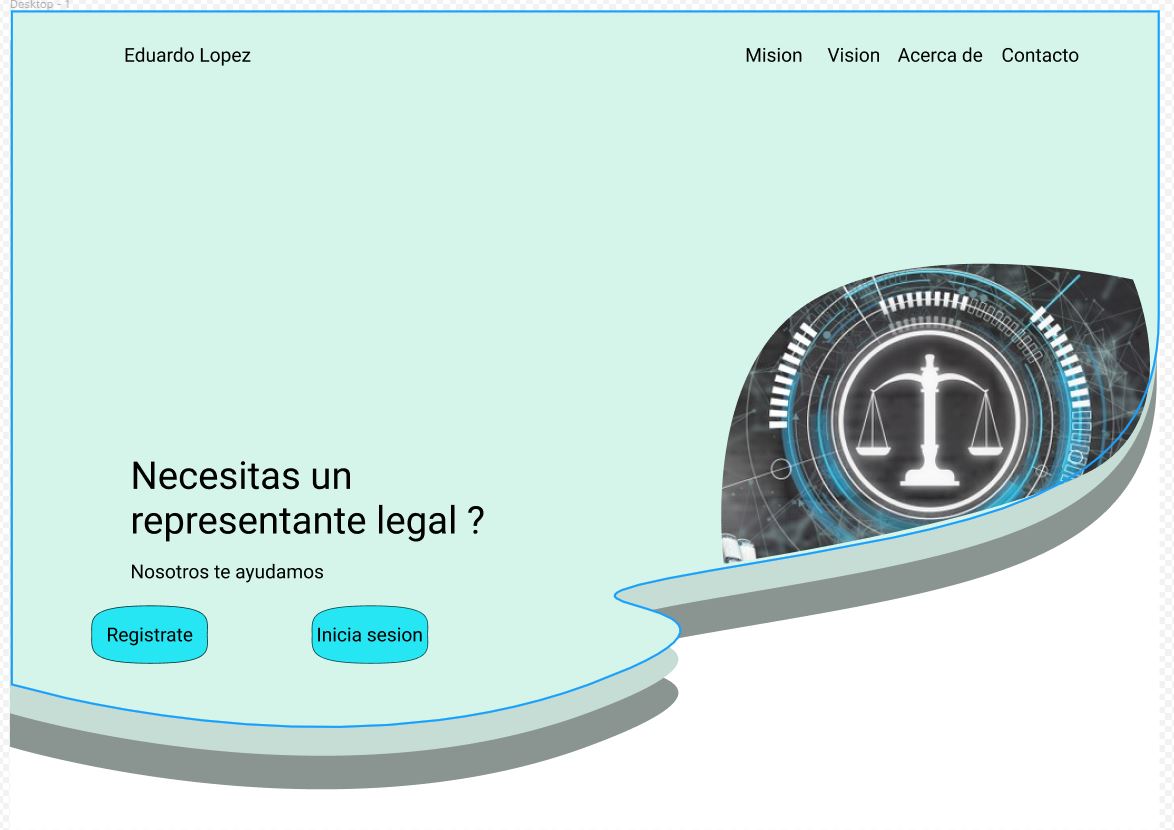 Desktop - 1
Eduardo Lopez
Mision Vision Acerca de Contacto
Necesitas un
representante legal ?
Nosotros te ayudamos
Registrate Inicia sesion